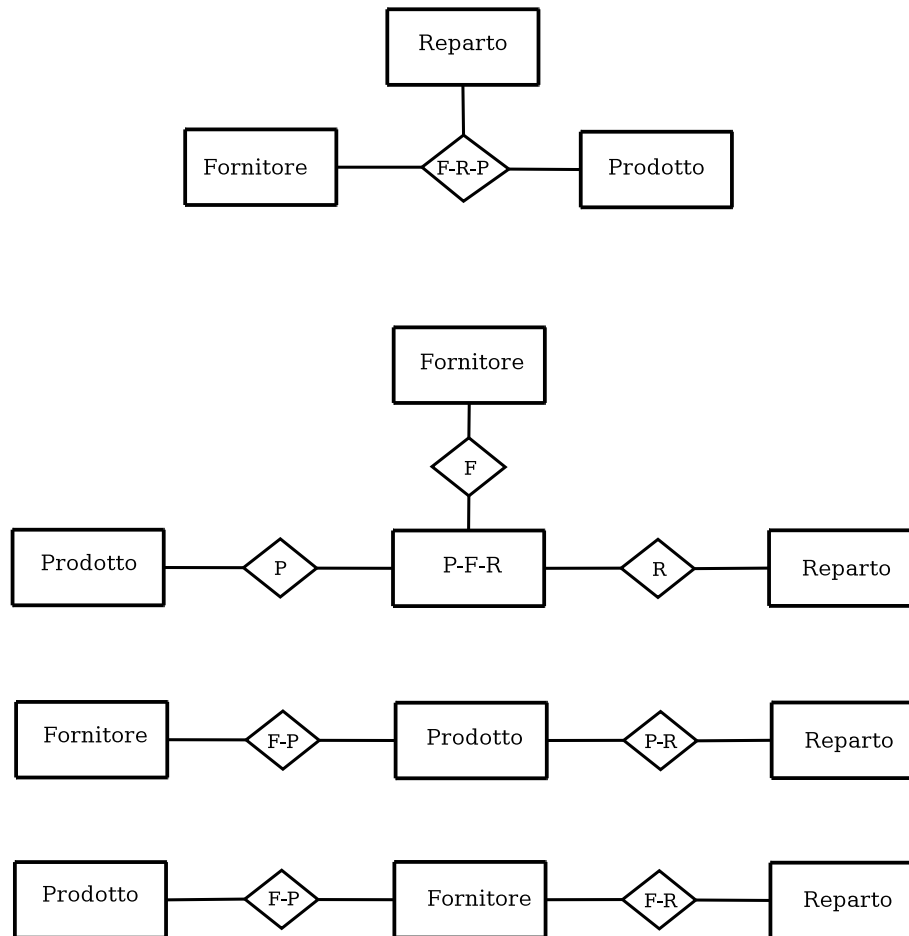 Reparto
Fornitore F-R-P Prodotto
Fornitore
F
Prodotto P P-F-R R Reparto
Fornitore F-P Prodotto P-R Reparto
Prodotto F-P Fornitore F-R Reparto